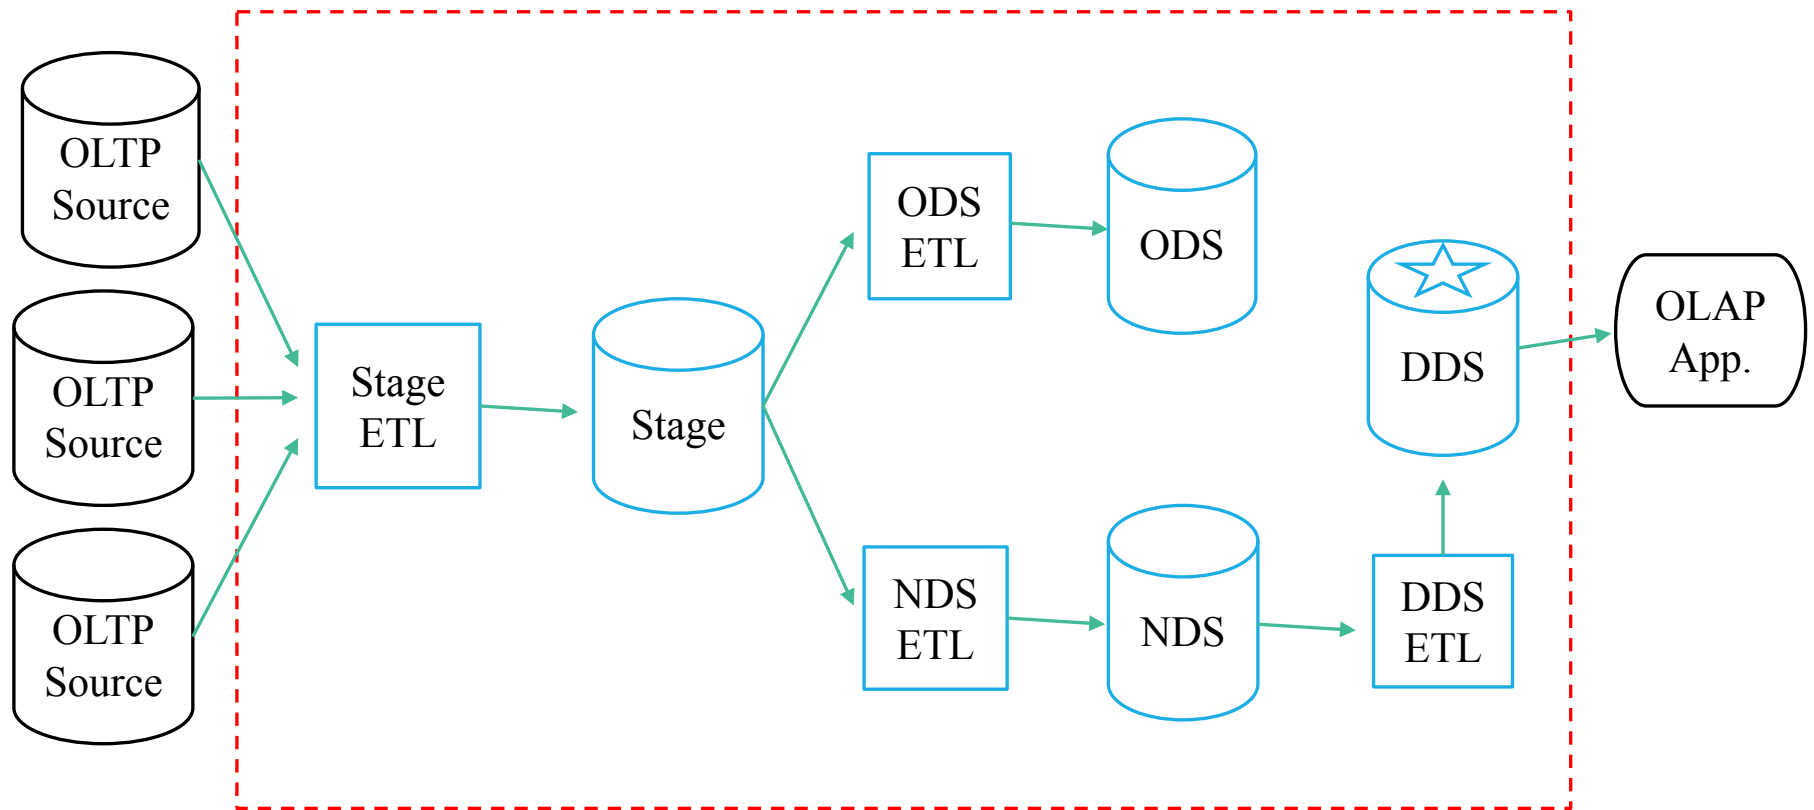 OLTP
Source
OLTP
Source
OLTP
Source
Stage
ETL
Stage
ODS
ETL
ODS
NDS
ETL
NDS
DDS
ETL
DDS
OLAP
App.